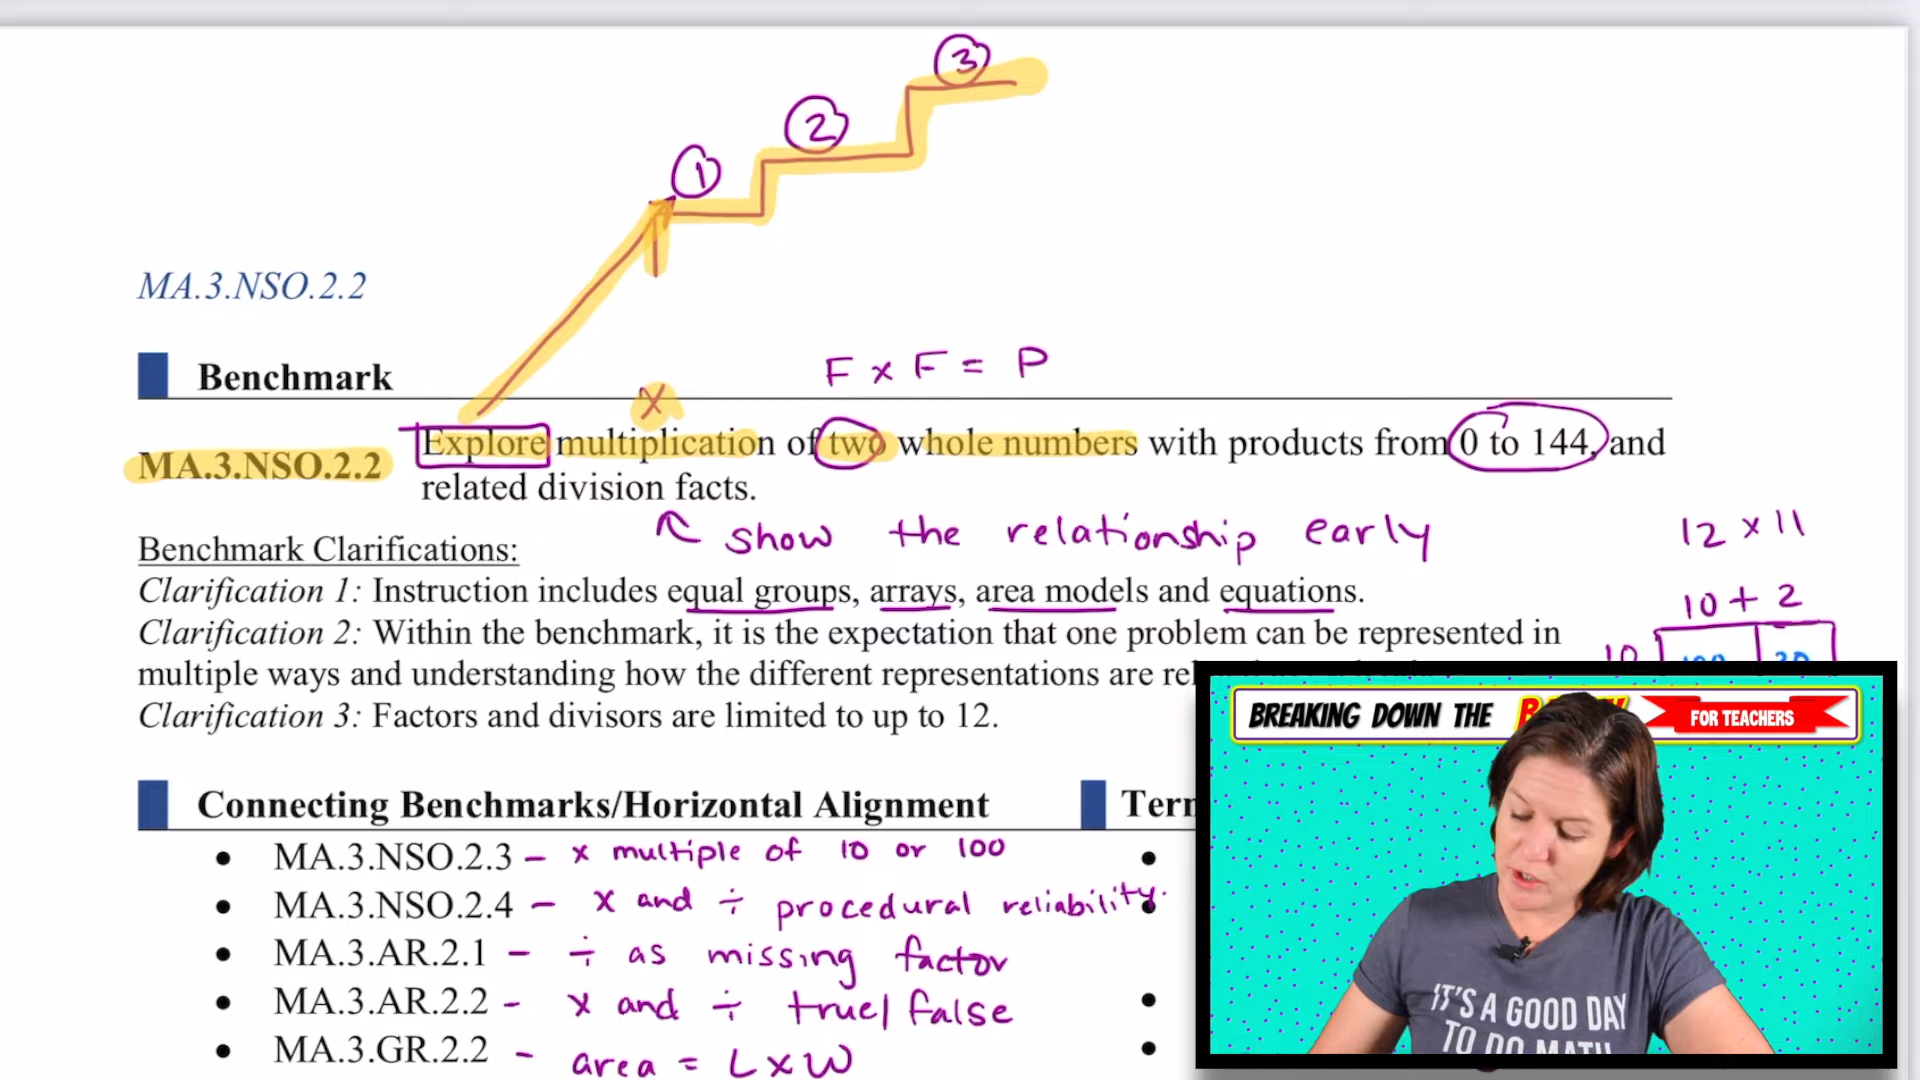 3
2
1
MA.3.NSO.2.2
F x F = P
Benchmark
x
MA.3.NSO.2.2 Explore multiplication of two whole numbers with products from 0 to 144, and
related division facts.
show the relationship early
12 x 11
Benchmark Clarifications:
Clarification 1: Instruction includes equal groups, arrays, area models and equations.
10 + 2
Clarification 2: Within the benchmark, it is the expectation that one problem can be represented in
10
multiple ways and understanding how the different representations are
Clarification 3: Factors and divisors are limited to up to 12.
BREAKING DOWN THE
FOR TEACHERS
Connecting Benchmarks/Horizontal Alignment
• MA.3.NSO.2.3 – x multiple of 10 or 100
• MA.3.NSO.2.4 – x and ÷ procedural reliability.
• MA.3.AR.2.1 – ÷ as missing factor
• MA.3.AR.2.2 - x and ÷ true/false
• MA.3.GR.2.2 - area = L x W
IT'S A GOOD DAY
TO DO MATH